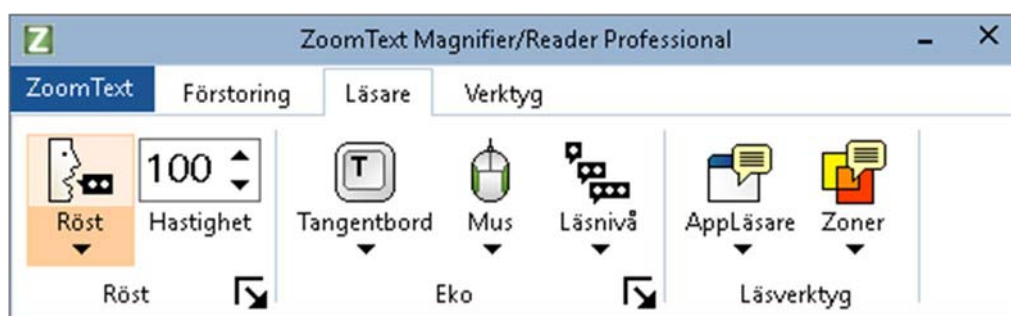 Z ZoomText Magnifier/Reader Professional
ZoomText Förstoring Läsare Verktyg
100 T
Röst Hastighet Tangentbord Mus Läsnivå AppLäsare Zoner
Röst Eko Läsverktyg